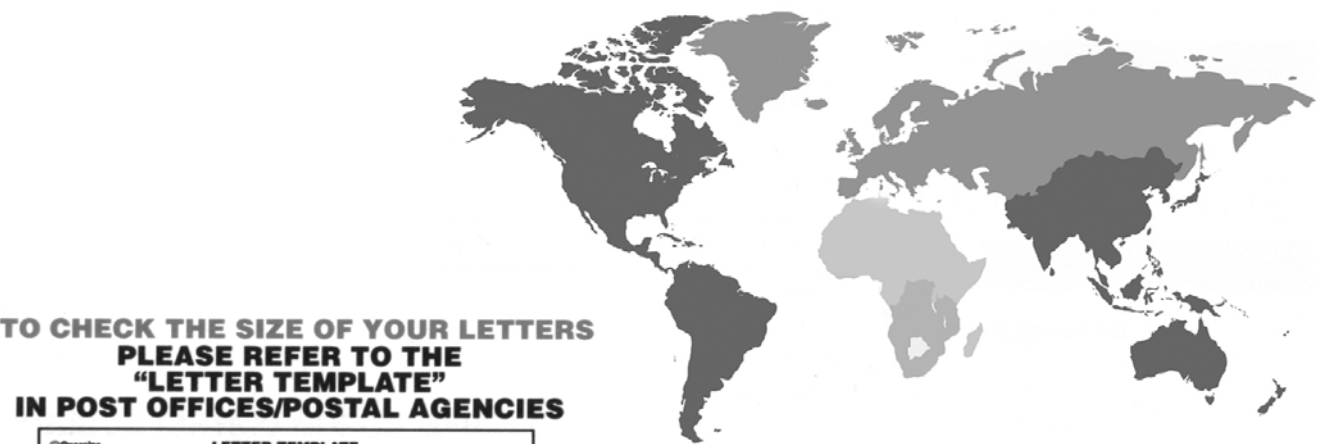 TO CHECK THE SIZE OF YOUR LETTERS
PLEASE REFER TO THE
“LETTER TEMPLATE”
IN POST OFFICES/POSTAL AGENCIES
LETTER TEMPLATE